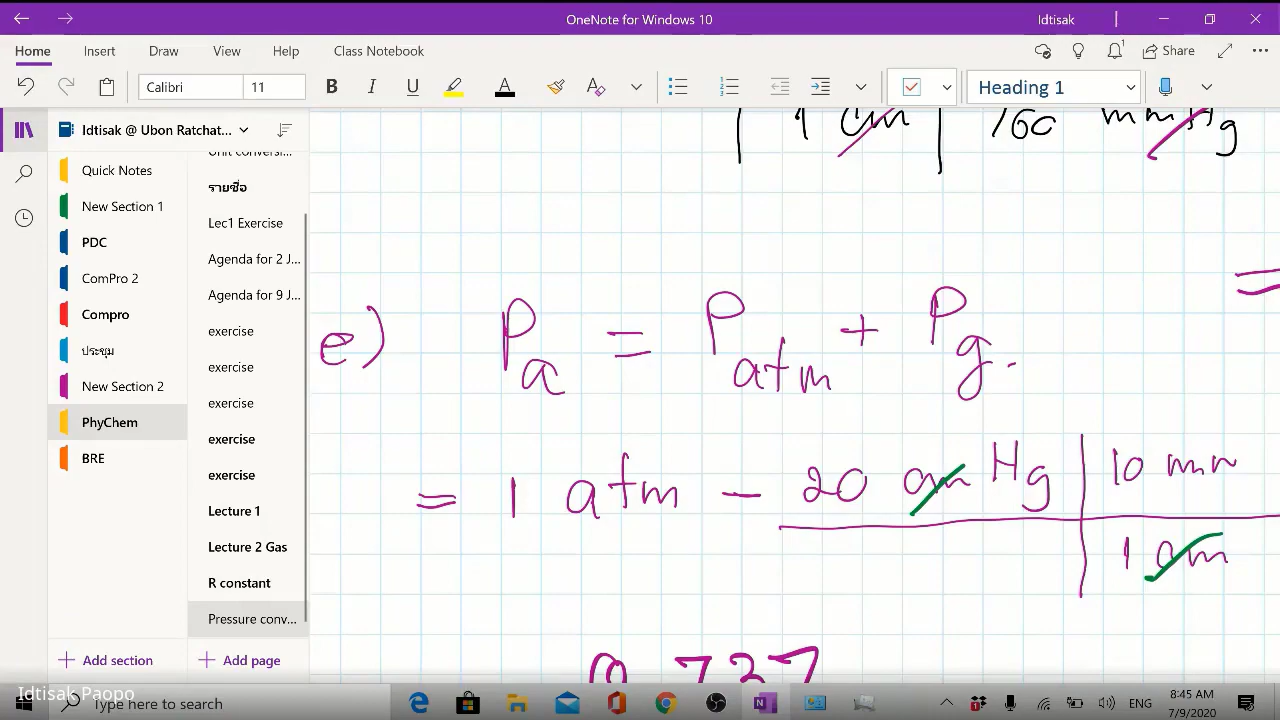 OneNote for Windows 10
Idtisak
Home Insert Draw View Help Class Notebook
Share
Calibri 11 B I U A Heading 1
Idtisak @ Ubon Ratchat...
Quick Notes
New Section 1
PDC
ComPro 2
Compro
ประชุม
New Section 2
PhyChem
BRE
รายชื่อ
Lec1 Exercise
Agenda for 2 J...
Agenda for 9 J...
exercise
exercise
exercise
exercise
exercise
Lecture 1
Lecture 2 Gas
R constant
Pressure conv...
1 cm 760 mmHg
e) Pa = Patm + Pg.
= 1 atm - 20 cm Hg 10 mm
1 cm
0.737
+ Add section + Add page
Idtisak Paopo
Type here to search
ENG
8:45 AM
7/9/2020